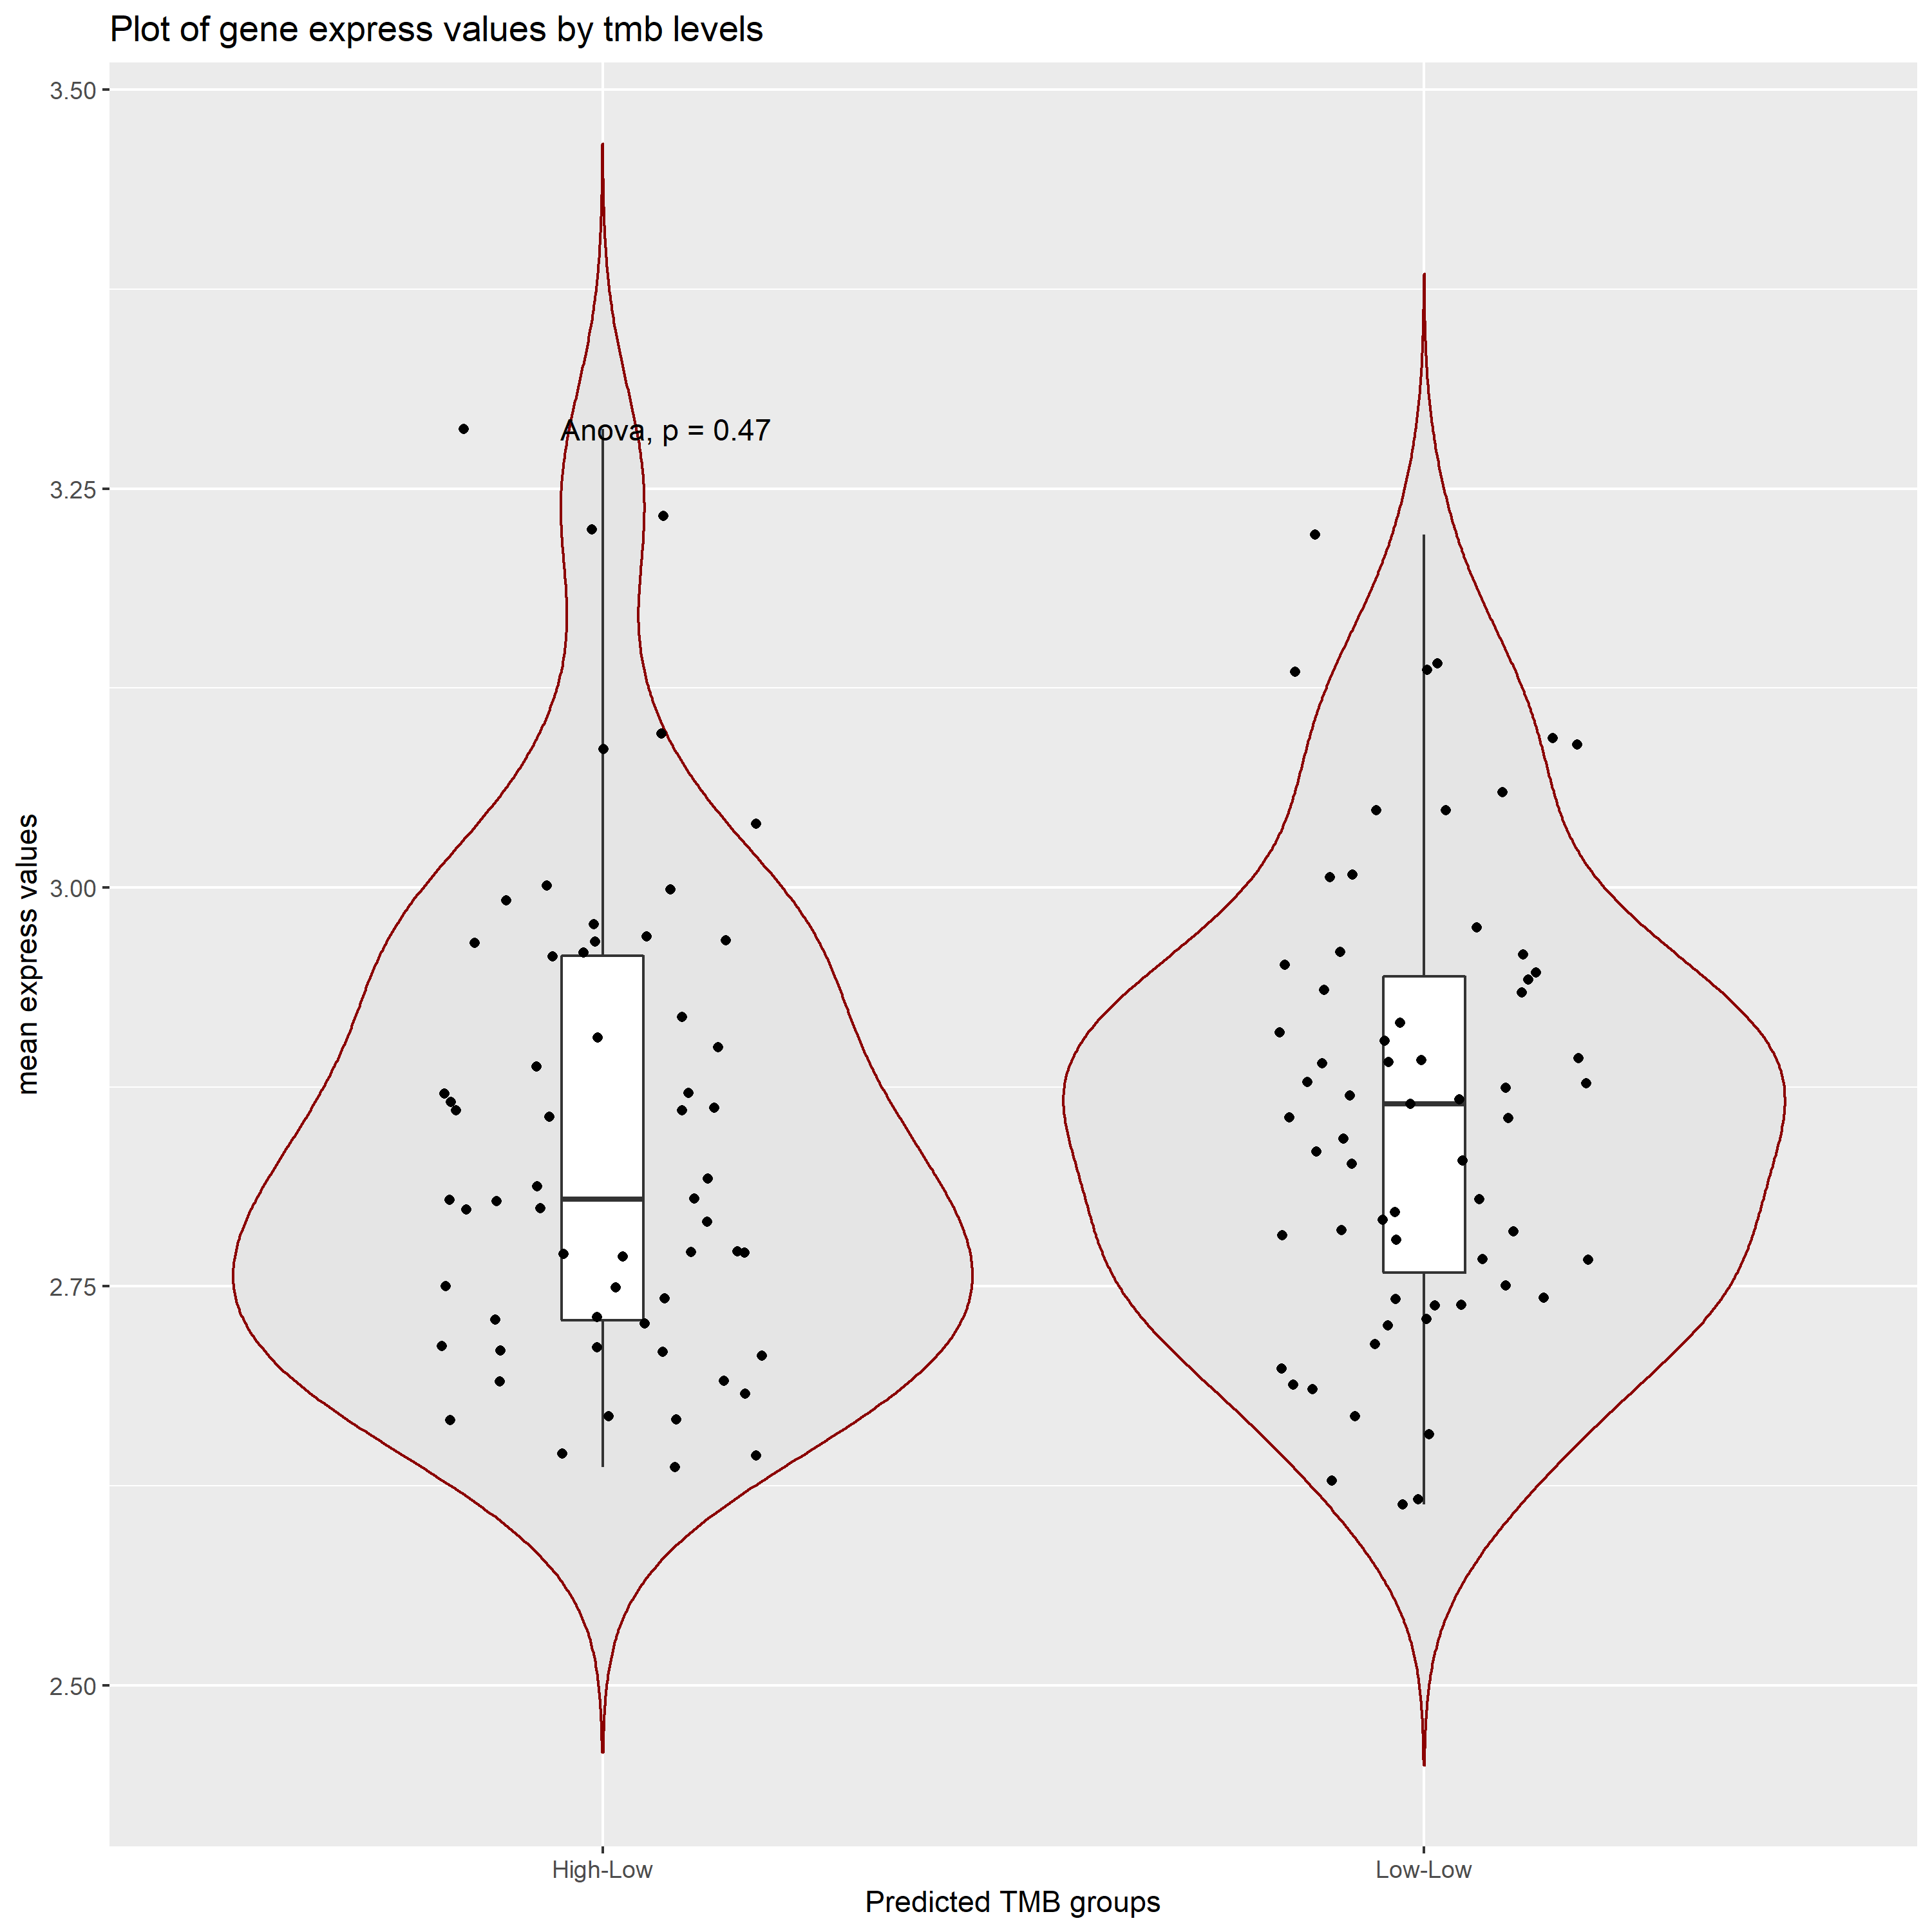 Plot of gene express values by tmb levels
3.50
Anova, p = 0.47
3.25
3.00
mean express values
2.75
2.50
High-Low
Low-Low
Predicted TMB groups